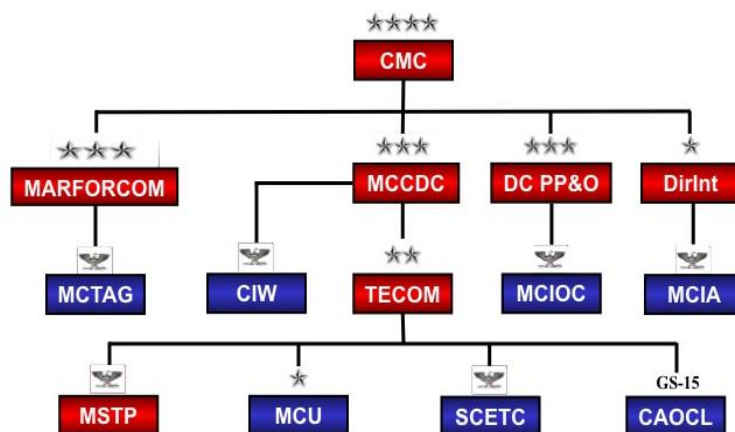 CMC
MARFORCOM MCCDC DC PP&O DirInt
MCTAG CIW TECOM MCIOC MCIA
GS-15
MSTP MCU SCETC CAOCL